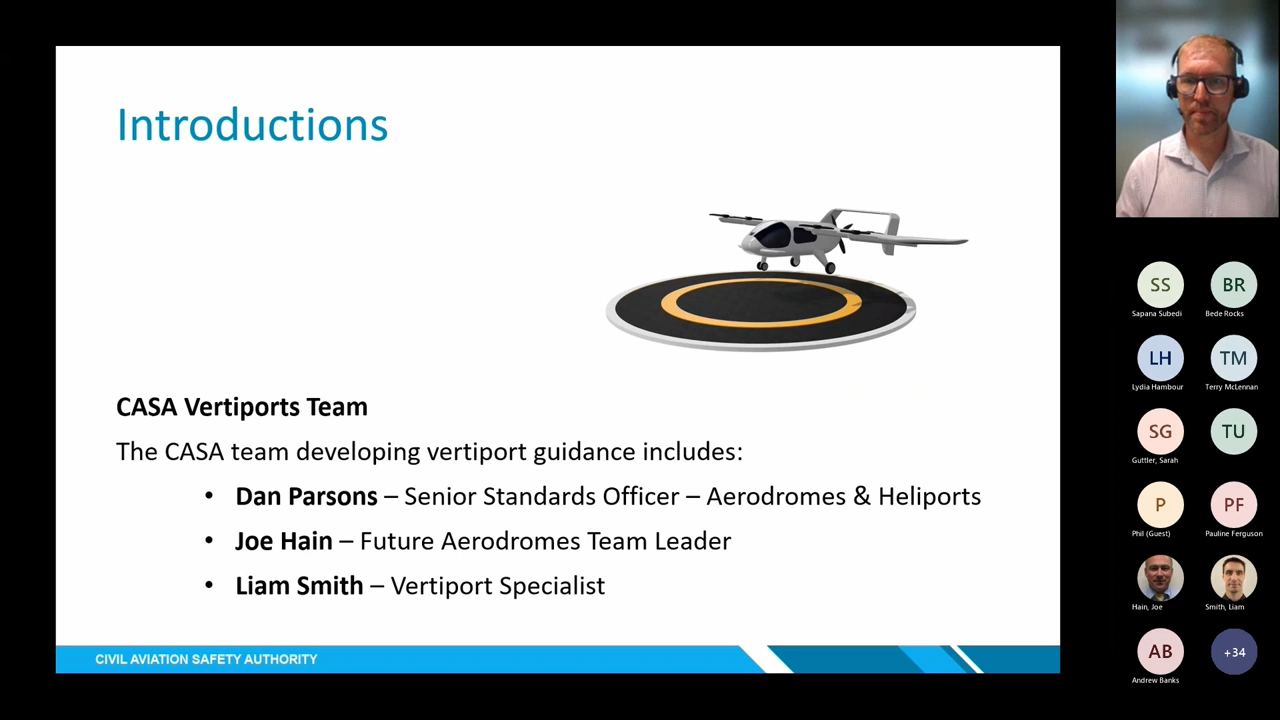 Introductions
CASA Vertiports Team
The CASA team developing vertiport guidance includes:
• Dan Parsons – Senior Standards Officer – Aerodromes & Heliports
• Joe Hain – Future Aerodromes Team Leader
• Liam Smith – Vertiport Specialist
CIVIL AVIATION SAFETY AUTHORITY
SS
BR
Sapana Subedi
Bede Rocks
LH
TM
Lydia Hambour
Terry McLennan
SG
TU
Guttler, Sarah
P
PF
Phil (Guest)
Pauline Ferguson
Hain, Joe
Smith, Liam
AB
+34
Andrew Banks